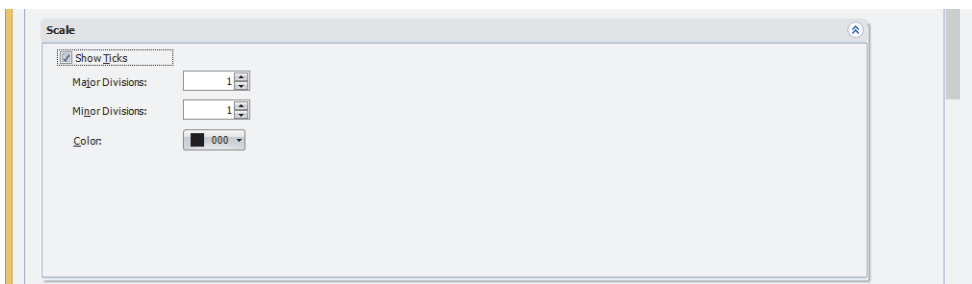 Scale
Show Ticks
Major Divisions: 1
Minor Divisions: 1
Color: 000